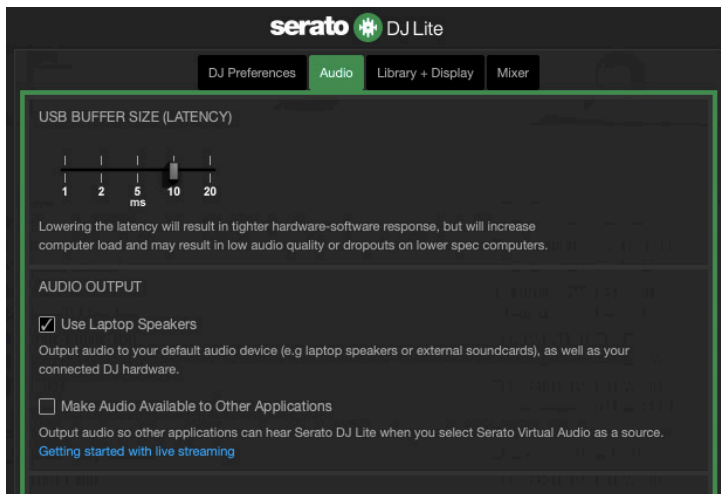 serato DJ Lite
DJ Preferences Audio Library + Display Mixer
USB BUFFER SIZE (LATENCY)
1 2 5 10 20
ms
Lowering the latency will result in tighter hardware-software response, but will increase
computer load and may result in low audio quality or dropouts on lower spec computers.
AUDIO OUTPUT
Use Laptop Speakers
Output audio to your default audio device (e.g laptop speakers or external soundcards), as well as your
connected DJ hardware.
Make Audio Available to Other Applications
Output audio so other applications can hear Serato DJ Lite when you select Serato Virtual Audio as a source.
Getting started with live streaming